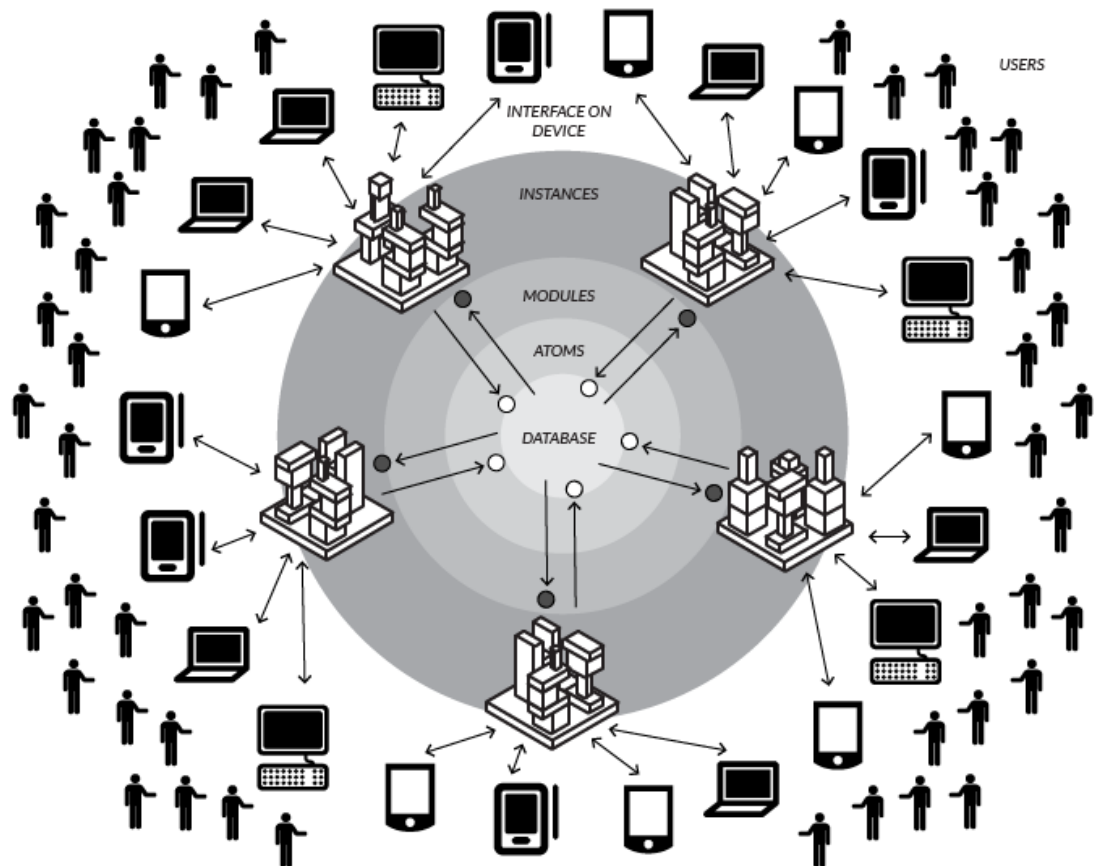 USERS
INTERFACE ON
DEVICE
INSTANCES
MODULES
ATOMS
DATABASE